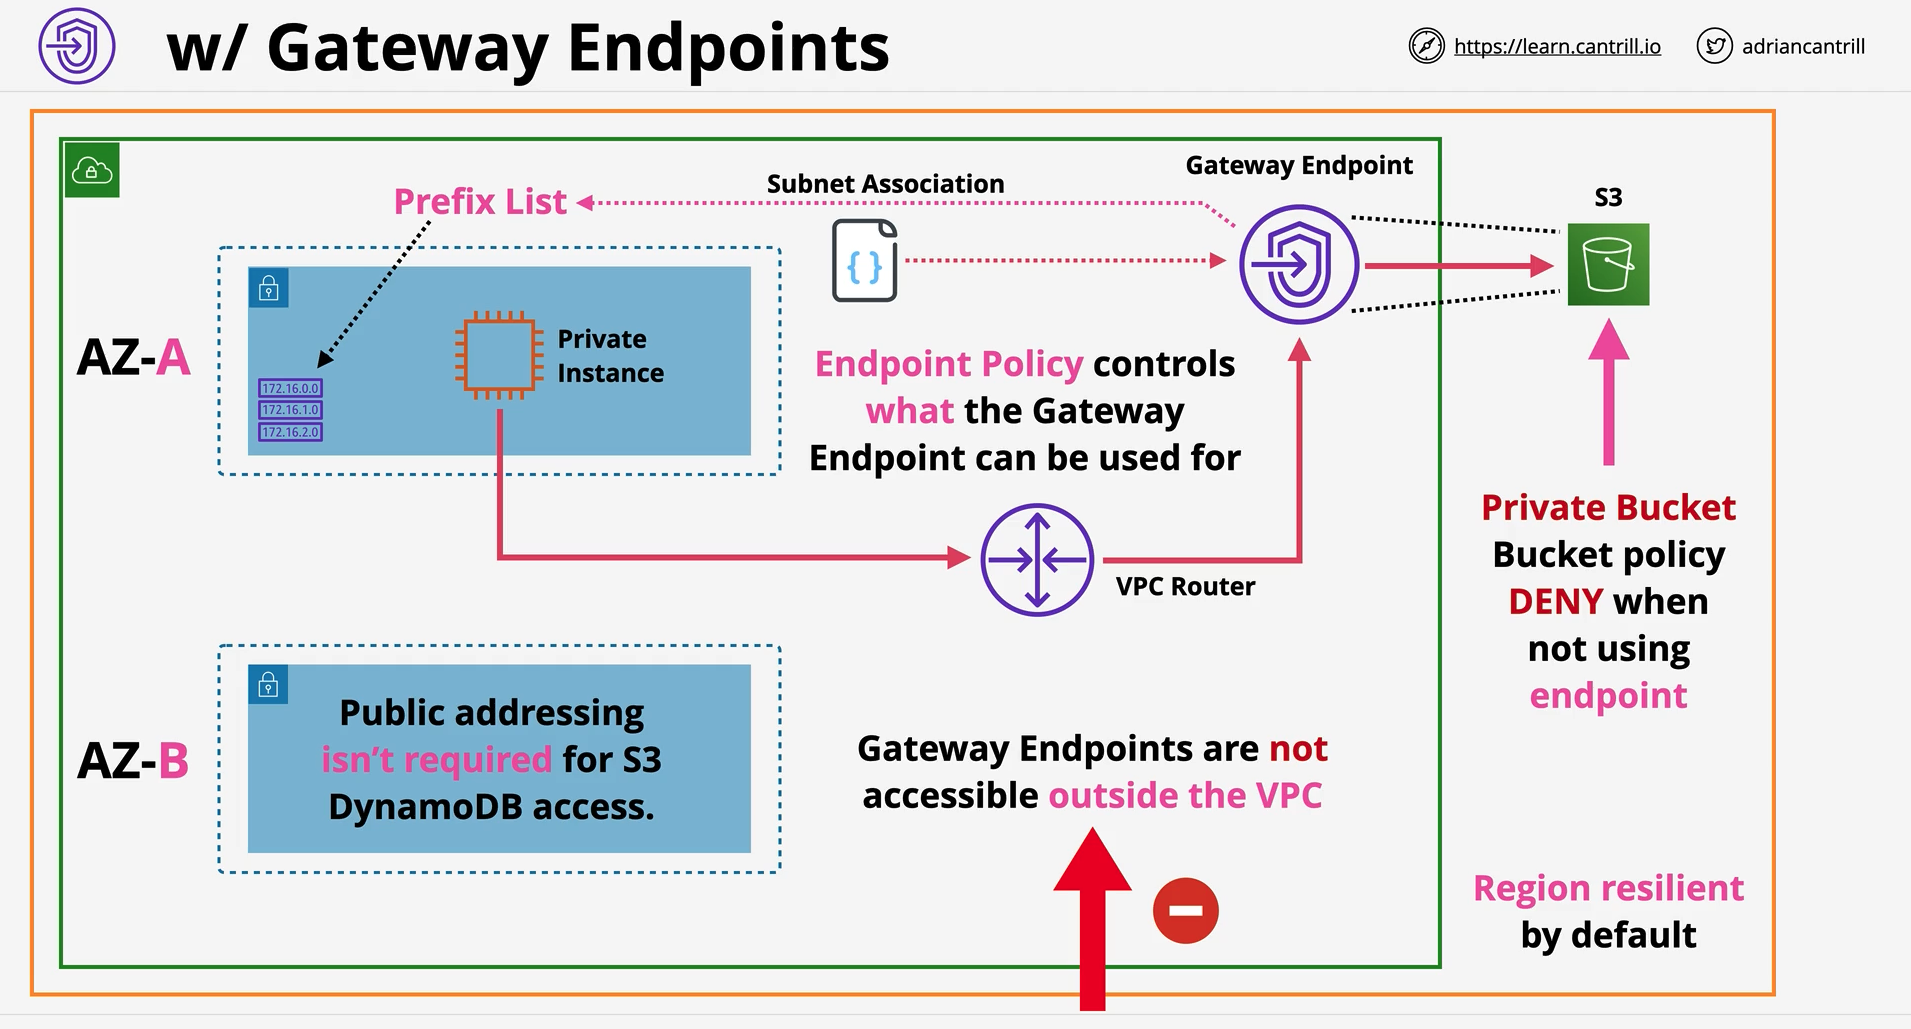 w/ Gateway Endpoints
https://learn.cantrill.io
adriancantrill
Gateway Endpoint
Subnet Association
Prefix List
S3
{ }
AZ-A
Private
Instance
172.16.0.0
172.16.1.0
172.16.2.0
Endpoint Policy controls
what the Gateway
Endpoint can be used for
VPC Router
Private Bucket
Bucket policy
DENY when
not using
endpoint
AZ-B
Public addressing
isn’t required for S3
DynamoDB access.
Gateway Endpoints are not
accessible outside the VPC
Region resilient
by default